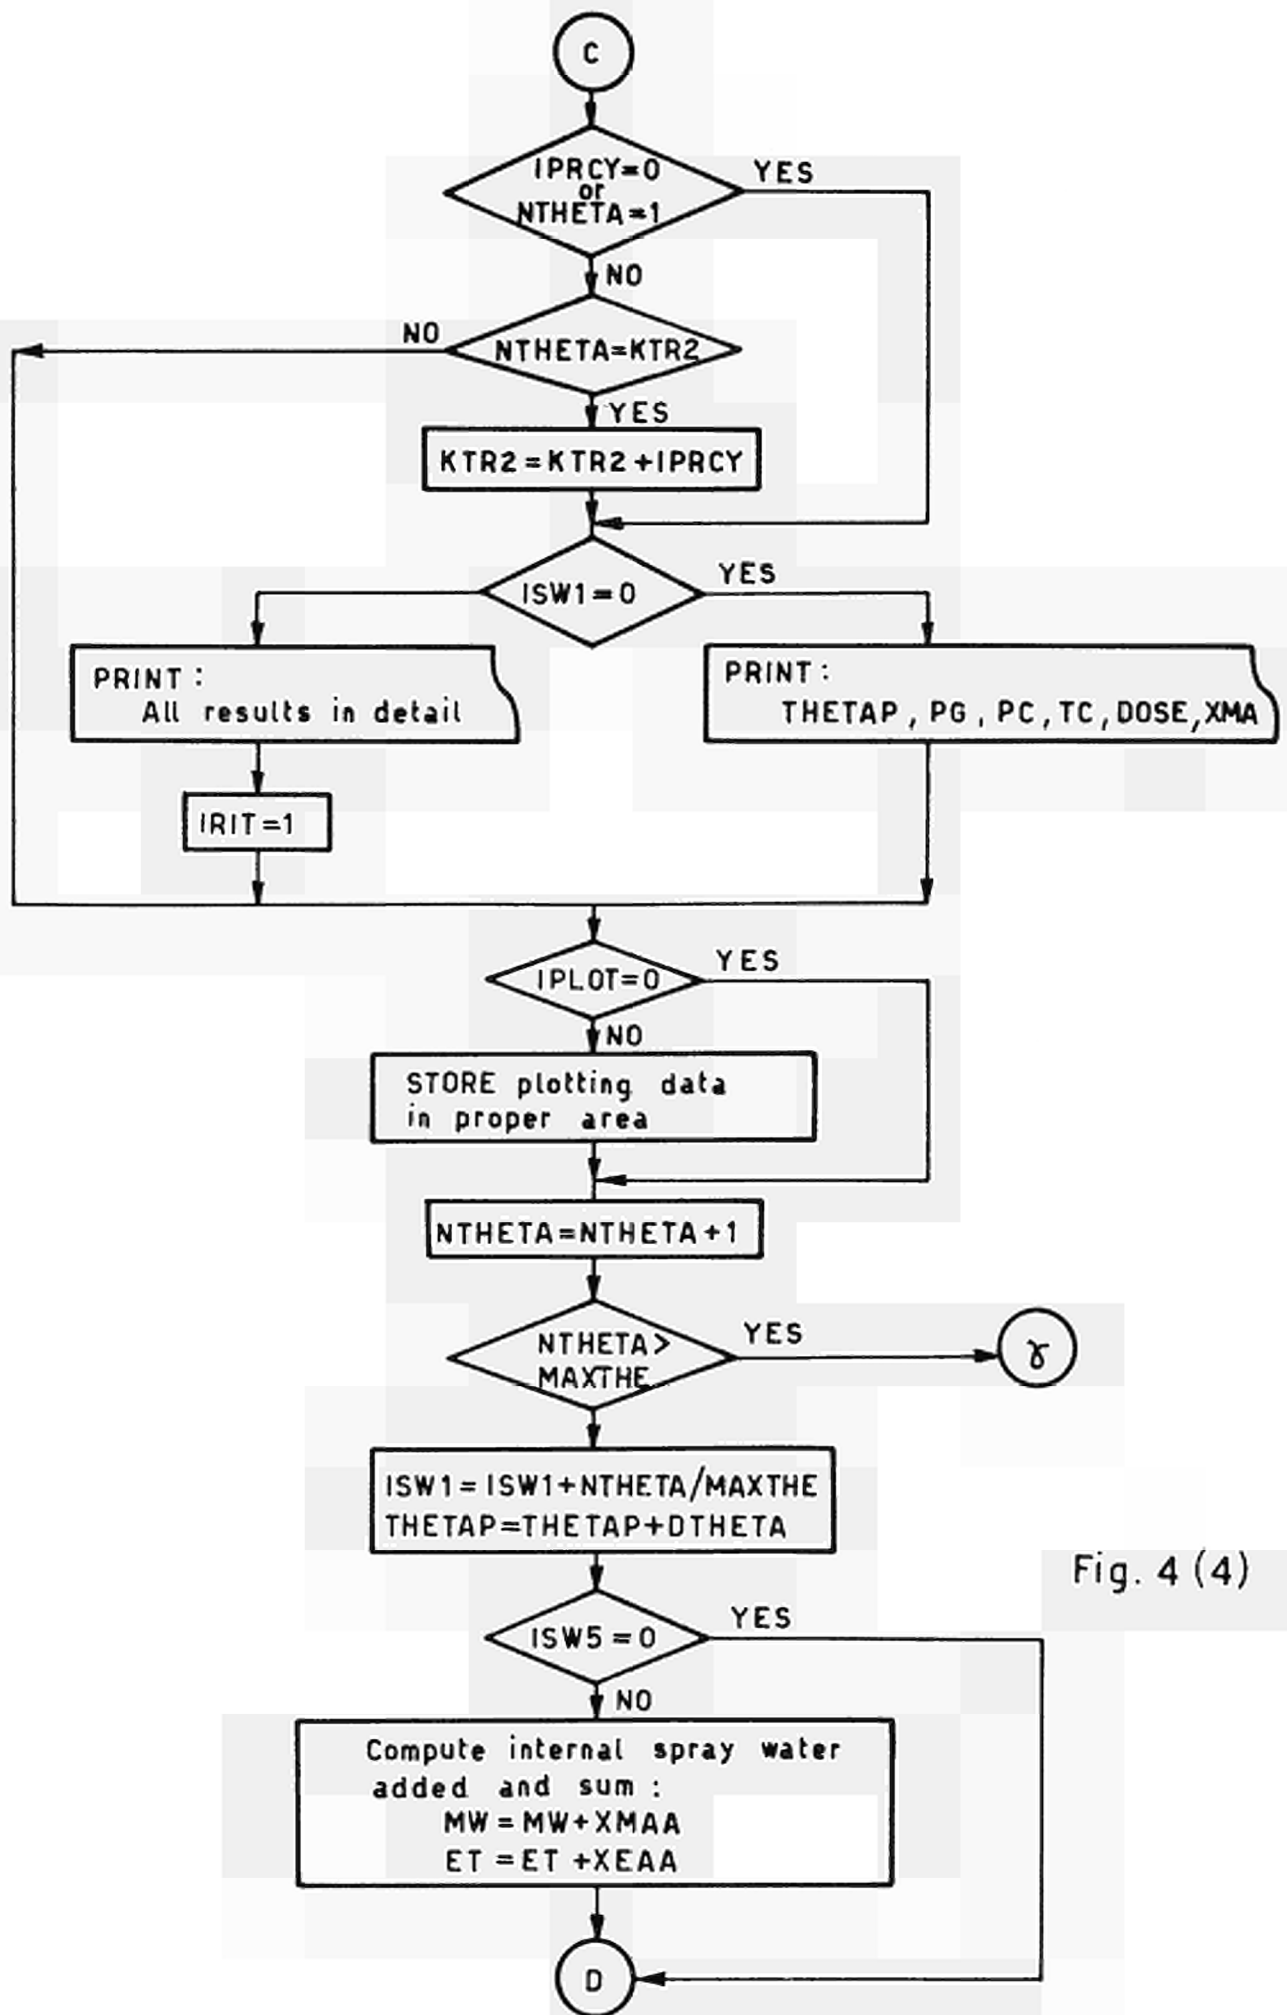 C
IPRCY=0
or
NTHETA=1
YES
NO
NTHETA=KTR2
NO
YES
KTR2=KTR2+IPRCY
ISW1=0
YES
PRINT:
All results in detail
PRINT:
THETAP, PG, PC, TC, DOSE, XMA
IRIT=1
IPLOT=0
YES
NO
STORE plotting data
in proper area
NTHETA=NTHETA+1
NTHETA>
MAXTHE
YES
γ
ISW1=ISW1+NTHETA/MAXTHE
THETAP=THETAP+DTHETA
Fig. 4 (4)
ISW5=0
YES
NO
Compute internal spray water
added and sum:
MW=MW+XMAA
ET=ET+XEAA
D